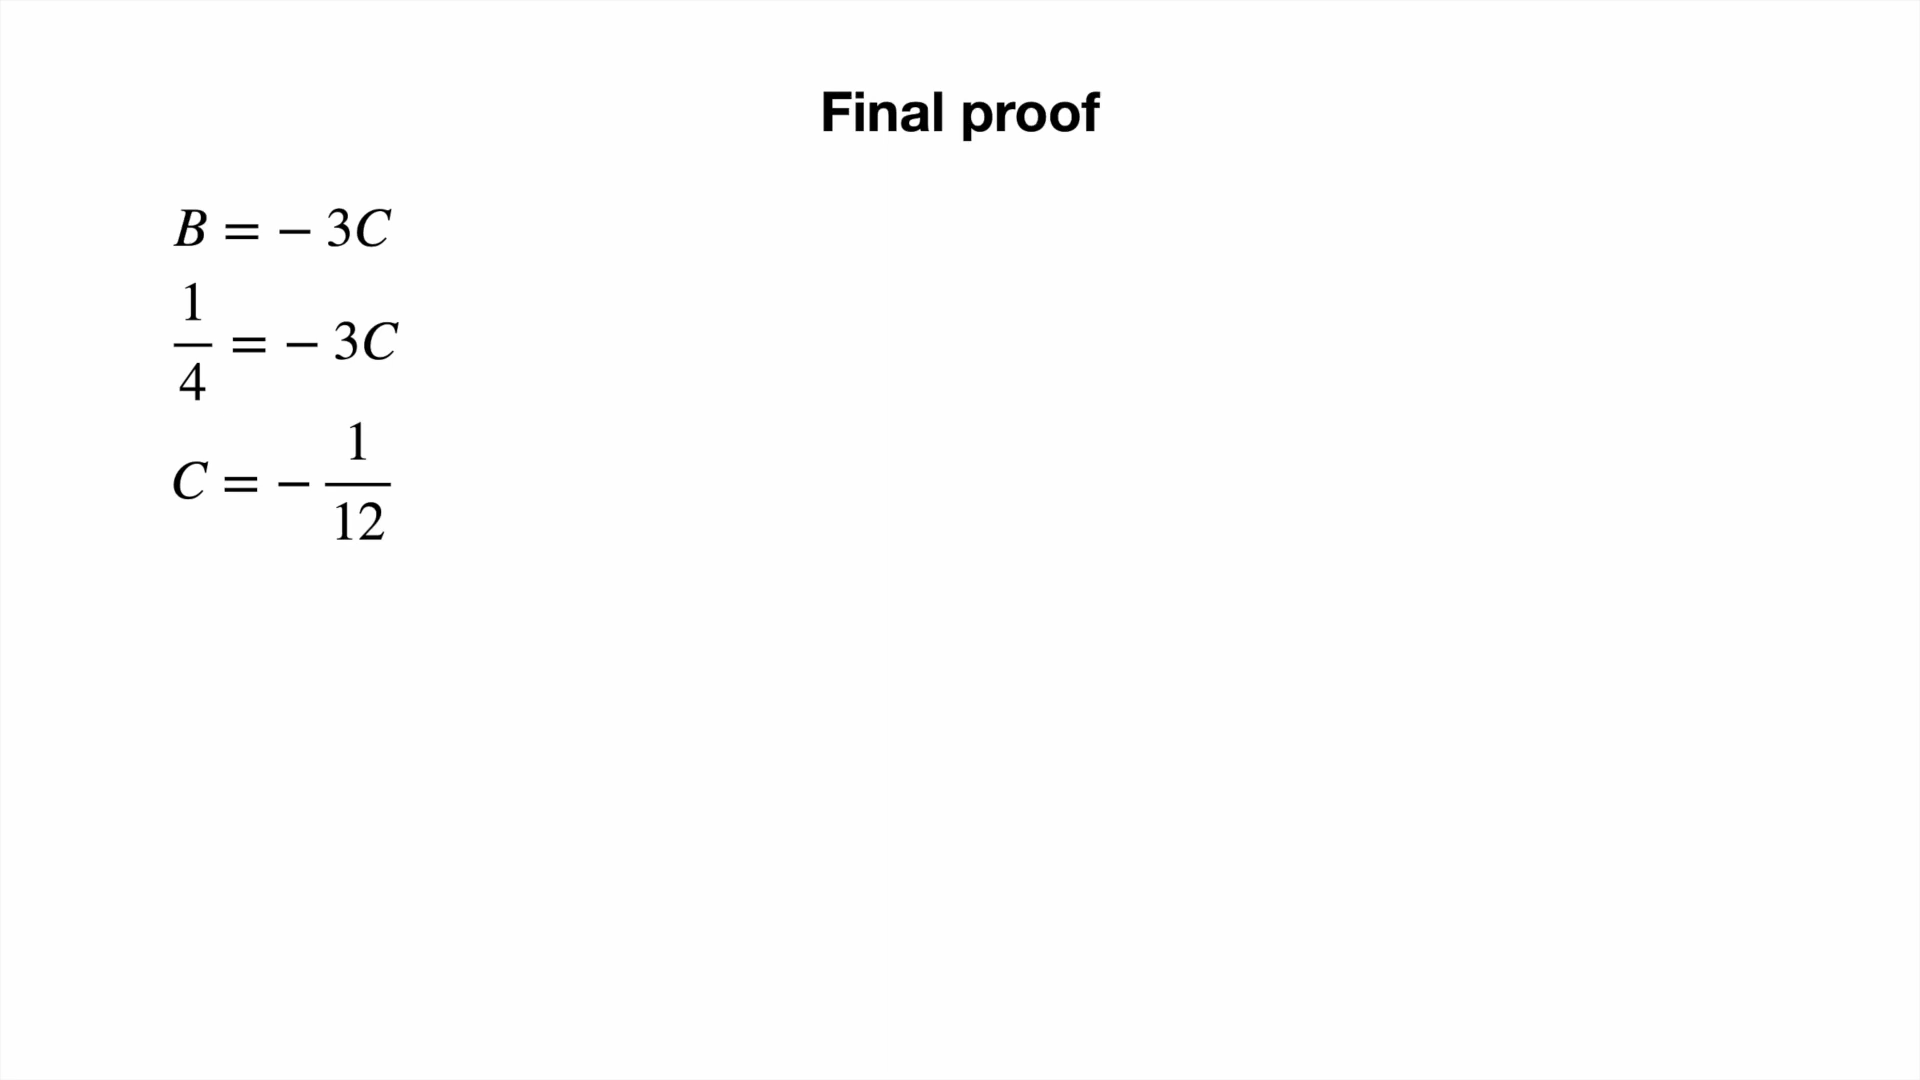 Final proof
B = − 3C
1/4 = − 3C
C = − 1/12